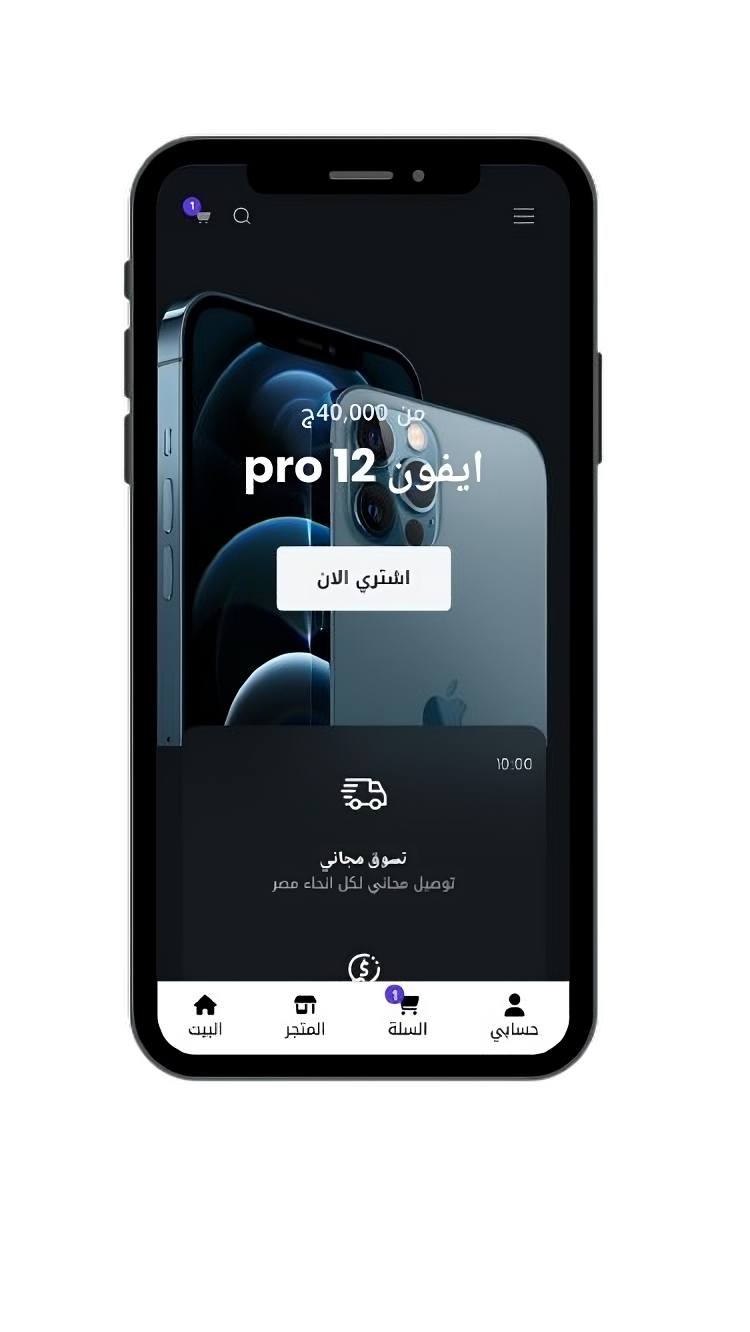 1
من 40,000ج
ايفون 12 pro
اشتري الان
10:00
تسوق مجاني
توصيل مجاني لكل انحاء مصر
1
حسابي
السلة
المتجر
البيت